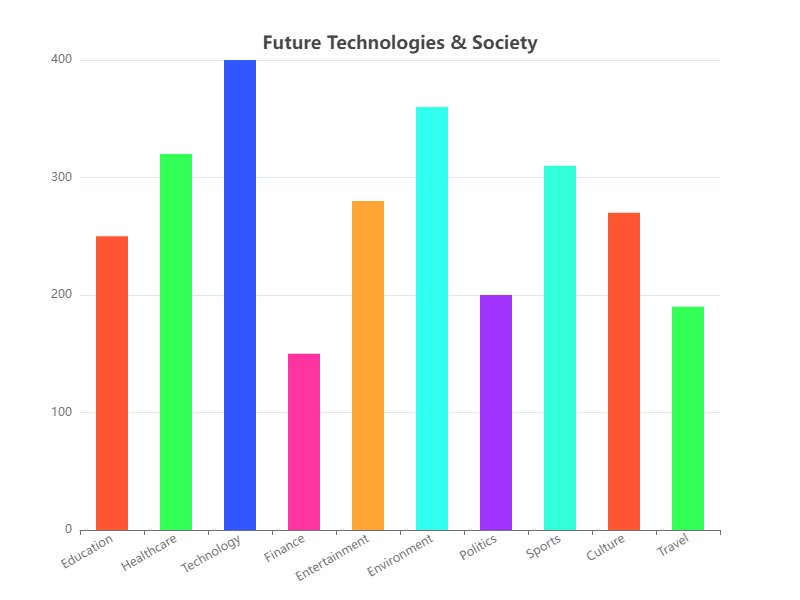 Future Technologies & Society
400
300
200
100
0
Education
Healthcare
Technology
Finance
Entertainment
Environment
Politics
Sports
Culture
Travel